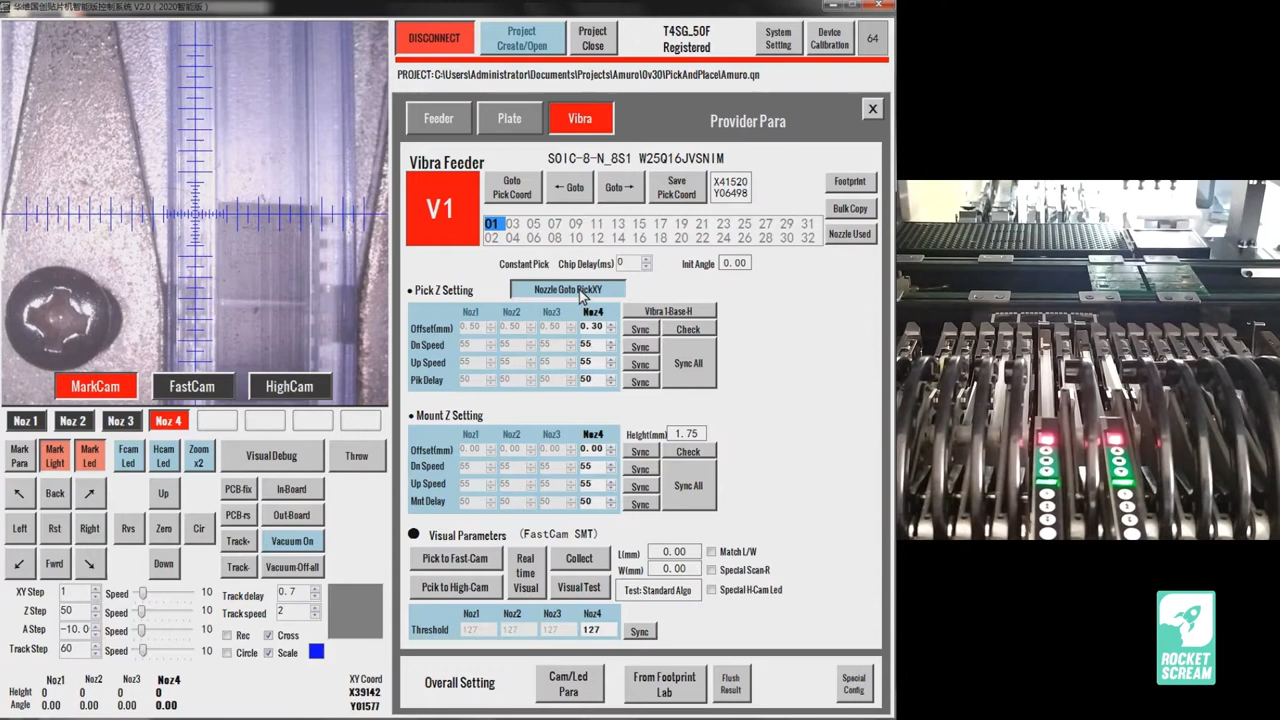 华维国创贴片机智能版控制系统 V2.0（2020智能版）
DISCONNECT
Project Create/Open
Project Close
T4SG_50F
Registered
System Setting
Device Calibration
64
PROJECT: C:\Users\Administrator\Documents\Projects\Amuro\0v30\PickAndPlace\Amuro.qn
Feeder
Plate
Vibra
Provider Para
X
Vibra Feeder
SOIC-8-N_8S1 W25Q16JVSNIM
V1
Goto Pick Coord
← Goto
Goto →
Save Pick Coord
X41520
Y06498
Footprint
Bulk Copy
Nozzle Used
01 03 05 07 09 11 13 15 17 19 21 23 25 27 29 31
02 04 06 08 10 12 14 16 18 20 22 24 26 28 30 32
Constant Pick
Chip Delay(ms)
0
Init Angle
0.00
Pick Z Setting
Nozzle Goto PickXY
Noz1 Noz2 Noz3 Noz4
Vibra 1-Base-H
Offset(mm) 0.50 0.50 0.50 0.30 Sync Check
Dn Speed 55 55 55 55 Sync
Up Speed 55 55 55 55 Sync Sync All
Pik Delay 50 50 50 50 Sync
Mount Z Setting
Noz1 Noz2 Noz3 Noz4
Height(mm) 1.75
Offset(mm) 0.00 0.00 0.00 0.00 Sync Check
Dn Speed 55 55 55 55 Sync
Up Speed 55 55 55 55 Sync Sync All
Mnt Delay 50 50 50 50 Sync
Visual Parameters (FastCam SMT)
Pick to Fast-Cam
Real time Visual
Collect
L(mm) 0.00
Match L/W
W(mm) 0.00
Special Scan-R
Pcik to High-Cam
Visual Test
Test: Standard Algo
Special H-Cam Led
Noz1 Noz2 Noz3 Noz4
Threshold 127 127 127 127 Sync
Overall Setting
Cam/Led Para
From Footprint Lab
Flush Result
Special Config
MarkCam
FastCam
HighCam
Noz 1
Noz 2
Noz 3
Noz 4
Mark Para
Mark Light
Mark Led
Fcam Led
Hcam Led
Zoom x2
Visual Debug
Throw
↖
Back
↗
Up
PCB-fix
In-Board
Left
Rst
Right
Rvs
Zero
Cir
PCB-rs
Out-Board
Track+
Vacuum On
↙
Fwrd
↘
Down
Track-
Vacuum-Off-all
XY Step 1 Speed 10
Z Step 50 Speed 10
A Step -10.0 Speed 10
Track Step 60 Speed 10
Track delay 0.7
Track speed 2
Rec
Cross
Circle
Scale
Noz1 Noz2 Noz3 Noz4
Height 0 0 0 0
Angle 0.00 0.00 0.00 0.00
XY Coord
X39142
Y01577
ROCKET
SCREAM